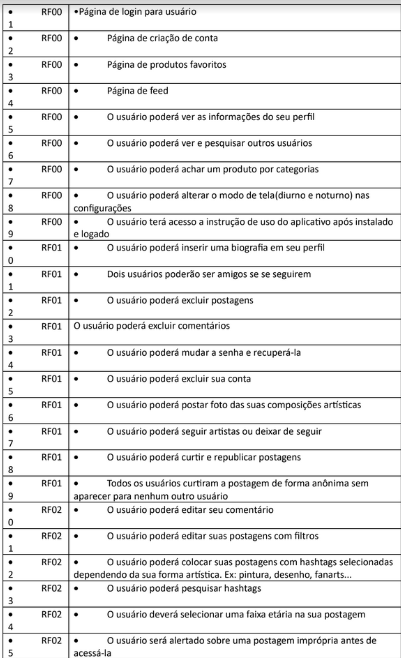 • RF00 •Página de login para usuário
1
• RF00 • Página de criação de conta
2
• RF00 • Página de produtos favoritos
3
• RF00 • Página de feed
4
• RF00 • O usuário poderá ver as informações do seu perfil
5
• RF00 • O usuário poderá ver e pesquisar outros usuários
6
• RF00 • O usuário poderá achar um produto por categorias
7
• RF00 • O usuário poderá alterar o modo de tela(diurno e noturno) nas
8 configurações
• RF00 • O usuário terá acesso a instrução de uso do aplicativo após instalado
9 e logado
• RF01 • O usuário poderá inserir uma biografia em seu perfil
0
• RF01 • Dois usuários poderão ser amigos se se seguirem
1
• RF01 • O usuário poderá excluir postagens
2
• RF01 O usuário poderá excluir comentários
3
• RF01 • O usuário poderá mudar a senha e recuperá-la
4
• RF01 • O usuário poderá excluir sua conta
5
• RF01 • O usuário poderá postar foto das suas composições artísticas
6
• RF01 • O usuário poderá seguir artistas ou deixar de seguir
7
• RF01 • O usuário poderá curtir e republicar postagens
8
• RF01 • Todos os usuários curtiram a postagem de forma anônima sem
9 aparecer para nenhum outro usuário
• RF02 • O usuário poderá editar seu comentário
0
• RF02 • O usuário poderá editar suas postagens com filtros
1
• RF02 • O usuário poderá colocar suas postagens com hashtags selecionadas
2 dependendo da sua forma artística. Ex: pintura, desenho, fanarts...
• RF02 • O usuário poderá pesquisar hashtags
3
• RF02 • O usuário deverá selecionar uma faixa etária na sua postagem
4
• RF02 • O usuário será alertado sobre uma postagem imprópria antes de
5 acessá-la